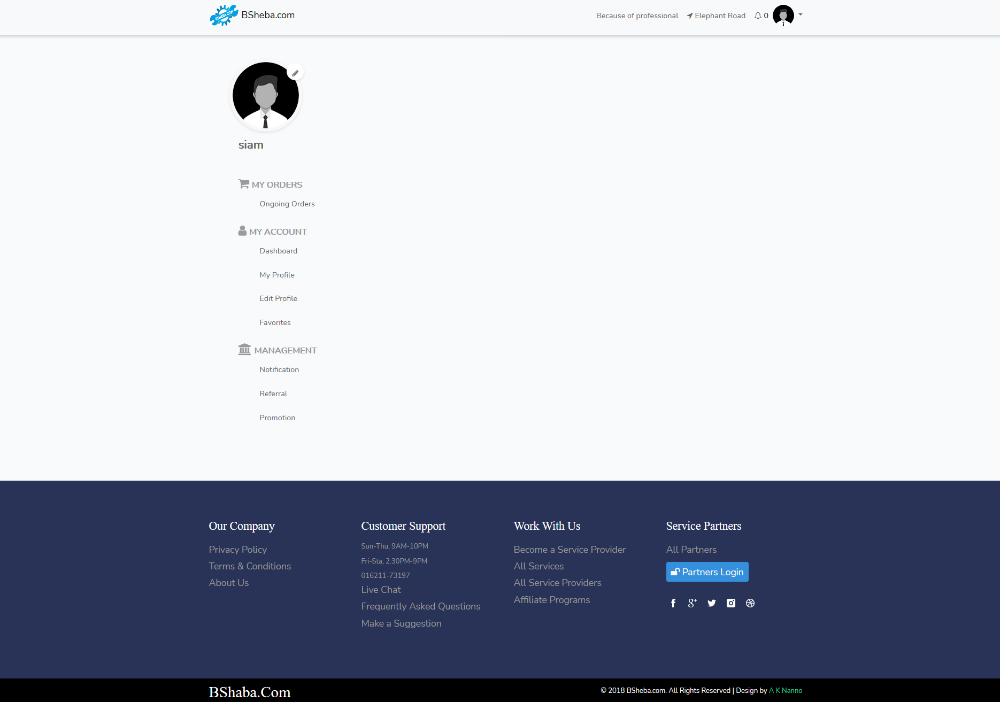 BSHEBA.COM BSheba.com
Because of professional Elephant Road 0
siam
MY ORDERS
Ongoing Orders
MY ACCOUNT
Dashboard
My Profile
Edit Profile
Favorites
MANAGEMENT
Notification
Referral
Promotion
Our Company
Privacy Policy
Terms & Conditions
About Us
Customer Support
Sun-Thu, 9AM-10PM
Fri-Sta, 2:30PM-9PM
016211-73197
Live Chat
Frequently Asked Questions
Make a Suggestion
Work With Us
Become a Service Provider
All Services
All Service Providers
Affiliate Programs
Service Partners
All Partners
Partners Login
BShaba.Com
© 2018 BSheba.com. All Rights Reserved | Design by A K Nanno